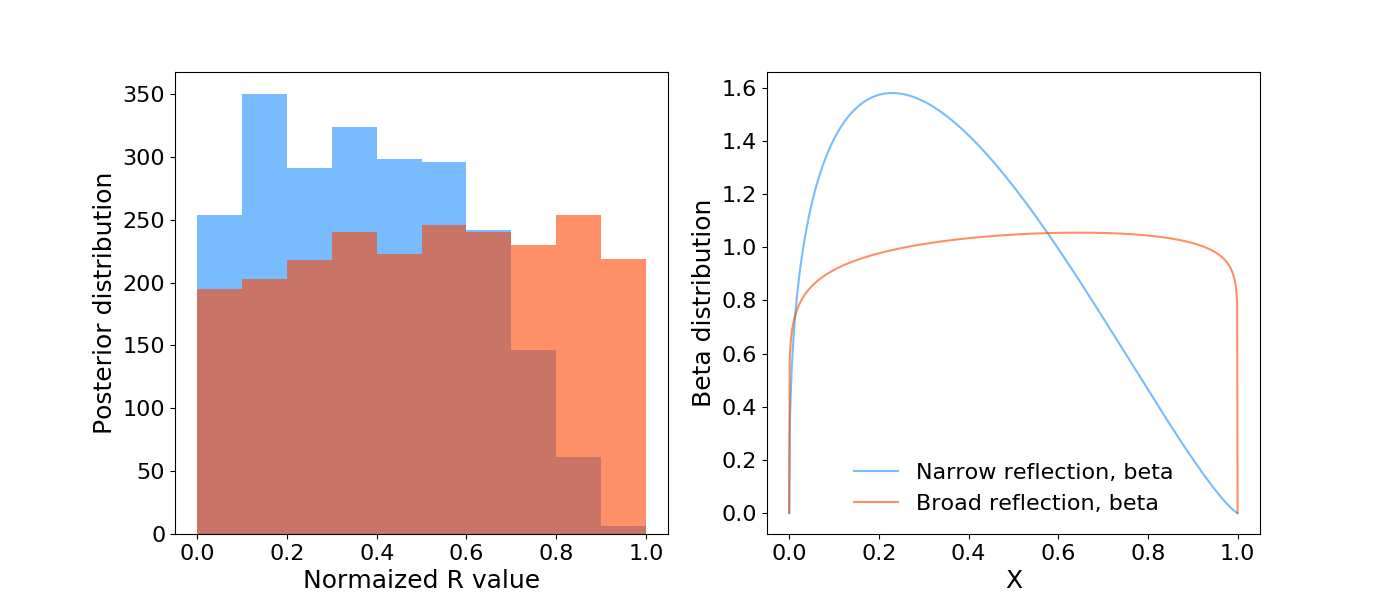 Posterior distribution
350
300
250
200
150
100
50
0
0.0 0.2 0.4 0.6 0.8 1.0
Normaized R value
Beta distribution
1.6
1.4
1.2
1.0
0.8
0.6
0.4
0.2
0.0
Narrow reflection, beta
Broad reflection, beta
0.0 0.2 0.4 0.6 0.8 1.0
X